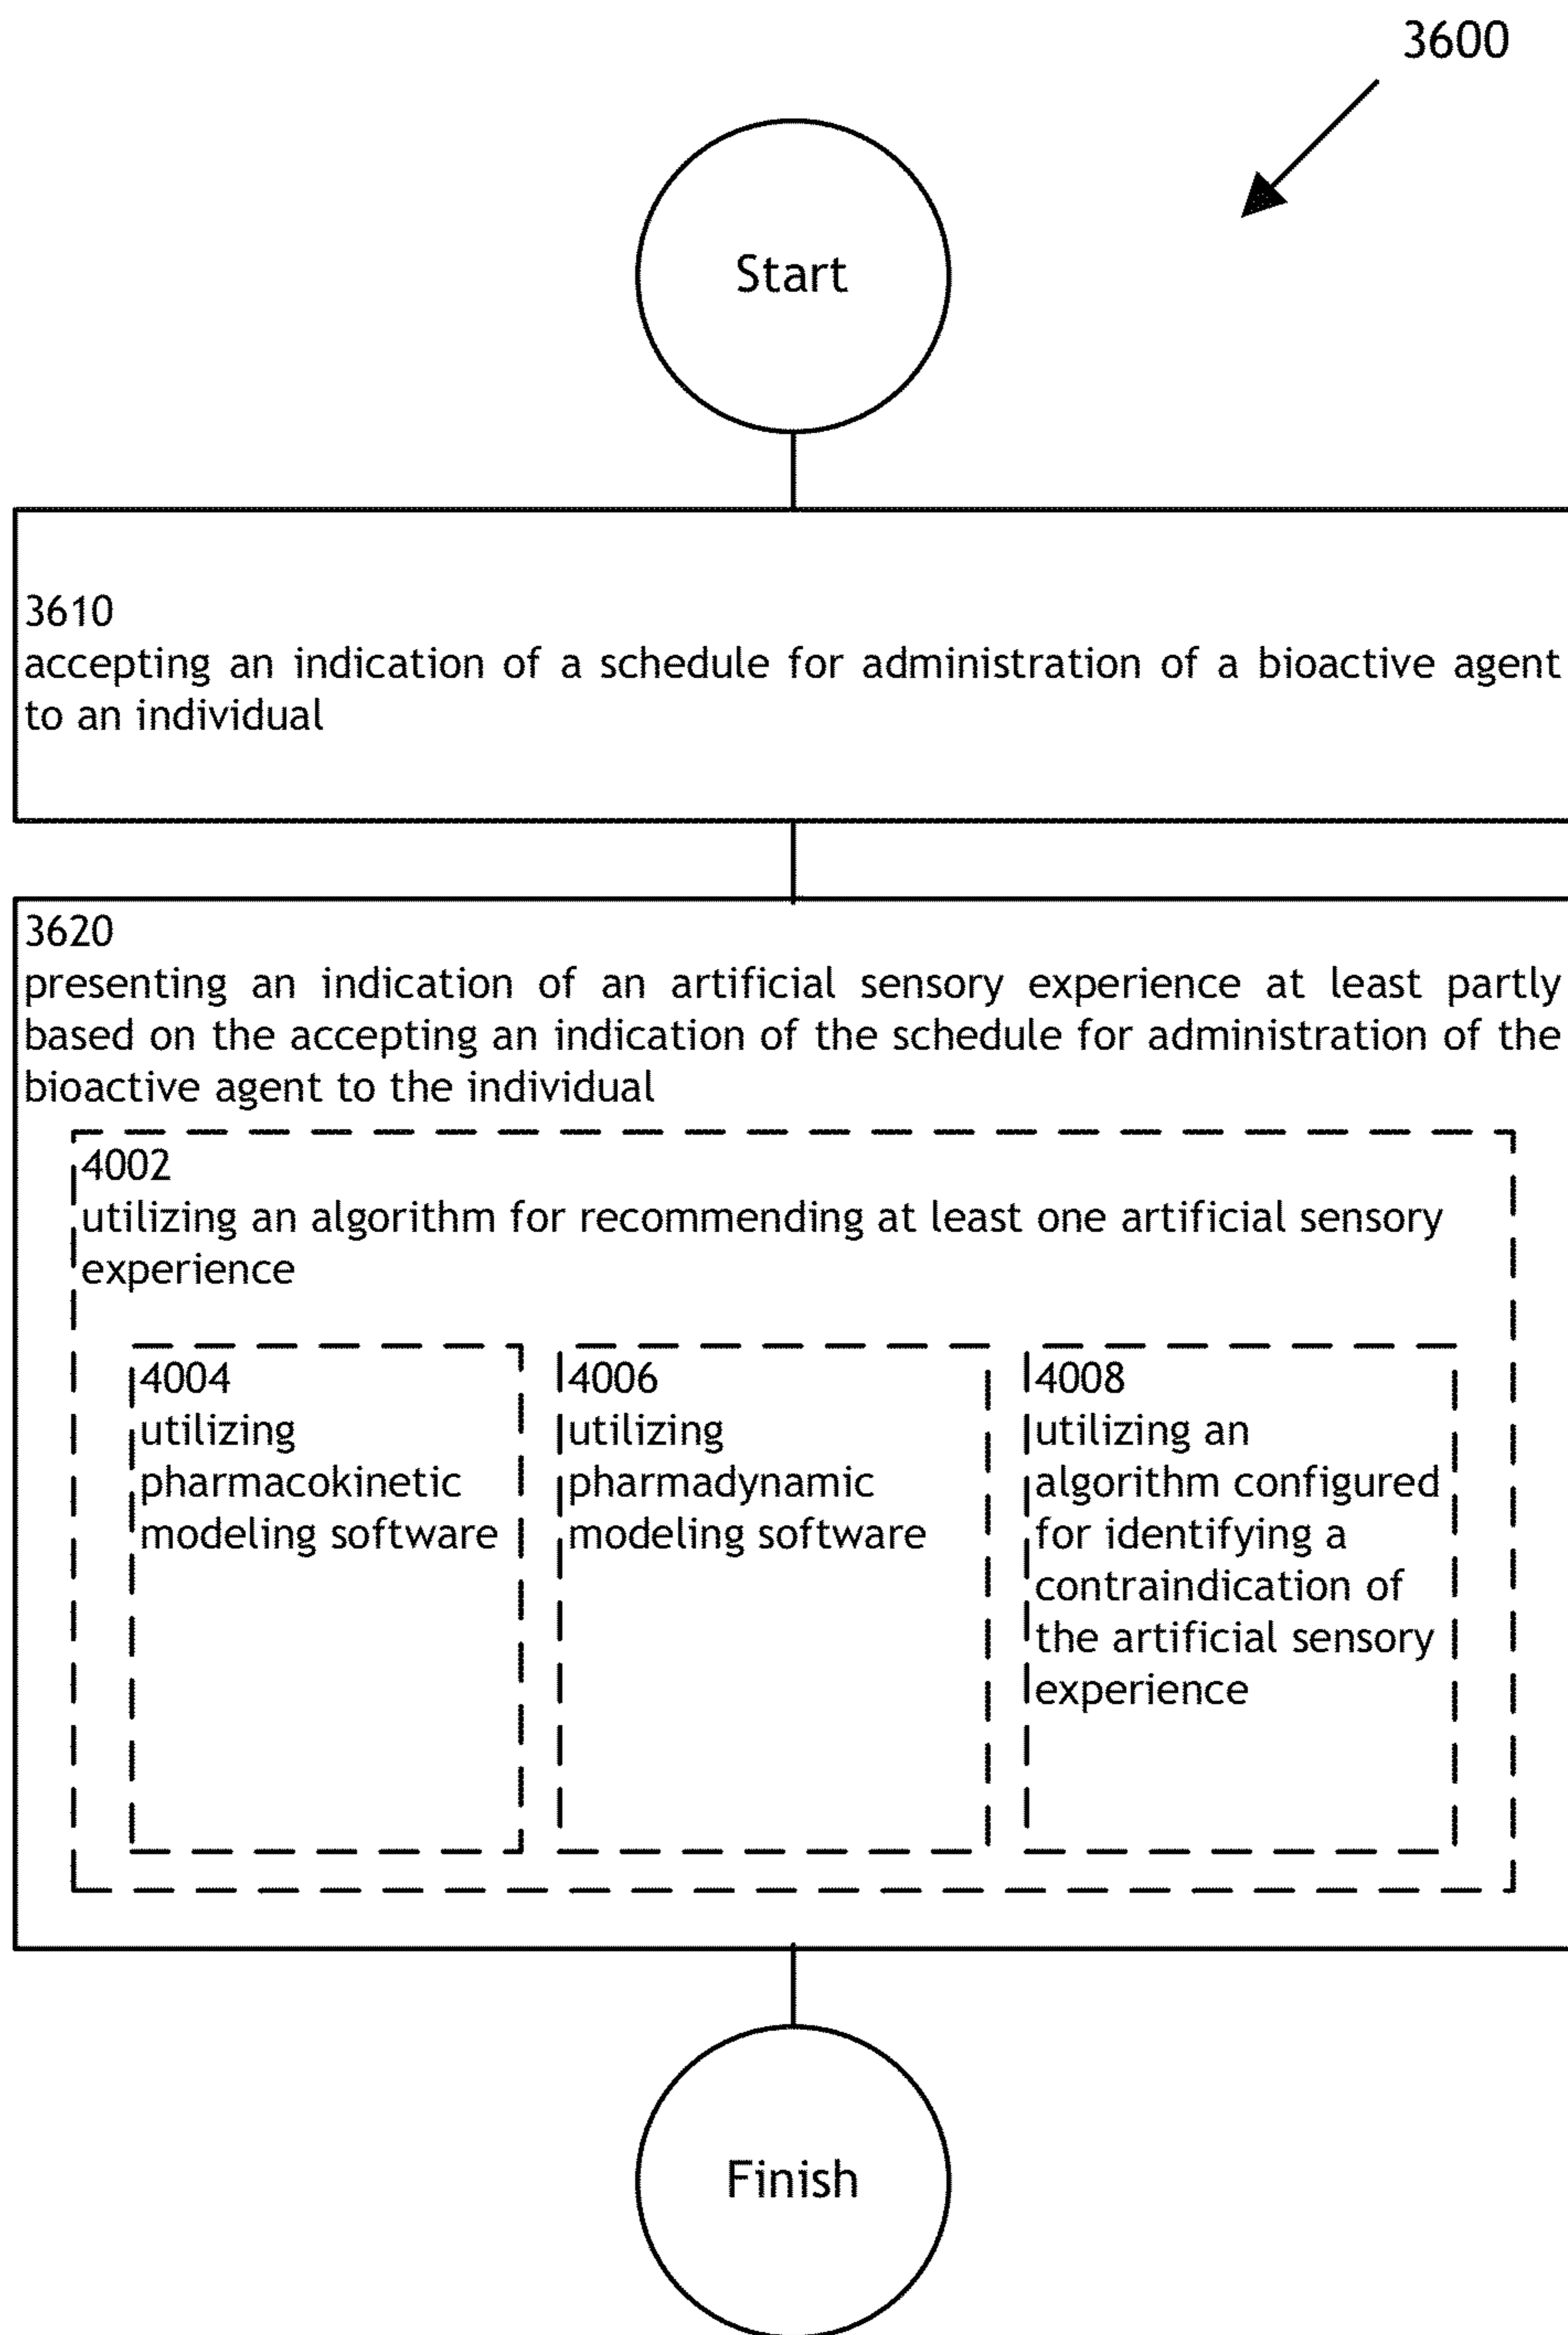 3600
Start
3610
accepting an indication of a schedule for administration of a bioactive agent
to an individual
3620
presenting an indication of an artificial sensory experience at least partly
based on the accepting an indication of the schedule for administration of the
bioactive agent to the individual
4002
utilizing an algorithm for recommending at least one artificial sensory
experience
4004
utilizing
pharmacokinetic
modeling software
4006
utilizing
pharmadynamic
modeling software
4008
utilizing an
algorithm configured
for identifying a
contraindication of
the artificial sensory
experience
Finish